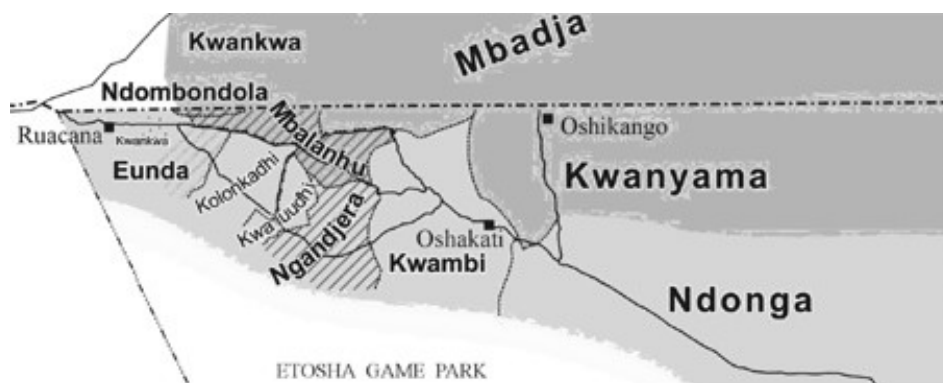 Kwankwa
Mbadja
Ndombondola
Ruacana
Kwankwa
Mbalanhu
Oshikango
Eunda
Kolonkadhi
Kwaluudhi
Kwanyama
Ngandjera
Oshakati
Kwambi
Ndonga
ETOSHA GAME PARK